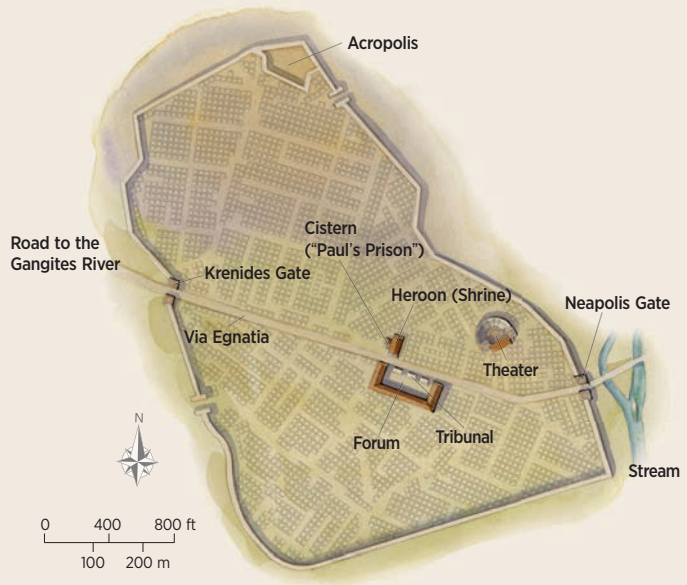 Acropolis
Cistern
(“Paul’s Prison”)
Road to the
Gangites River
Krenides Gate
Heroon (Shrine)
Neapolis Gate
Via Egnatia
Theater
Forum
Tribunal
N
Stream
0 400 800 ft
100 200 m